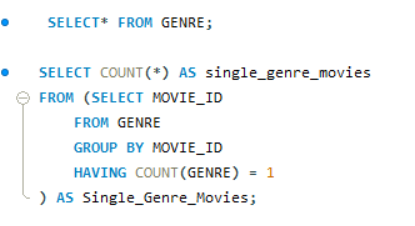 SELECT* FROM GENRE;
SELECT COUNT(*) AS single_genre_movies
FROM (SELECT MOVIE_ID
FROM GENRE
GROUP BY MOVIE_ID
HAVING COUNT(GENRE) = 1
) AS Single_Genre_Movies;